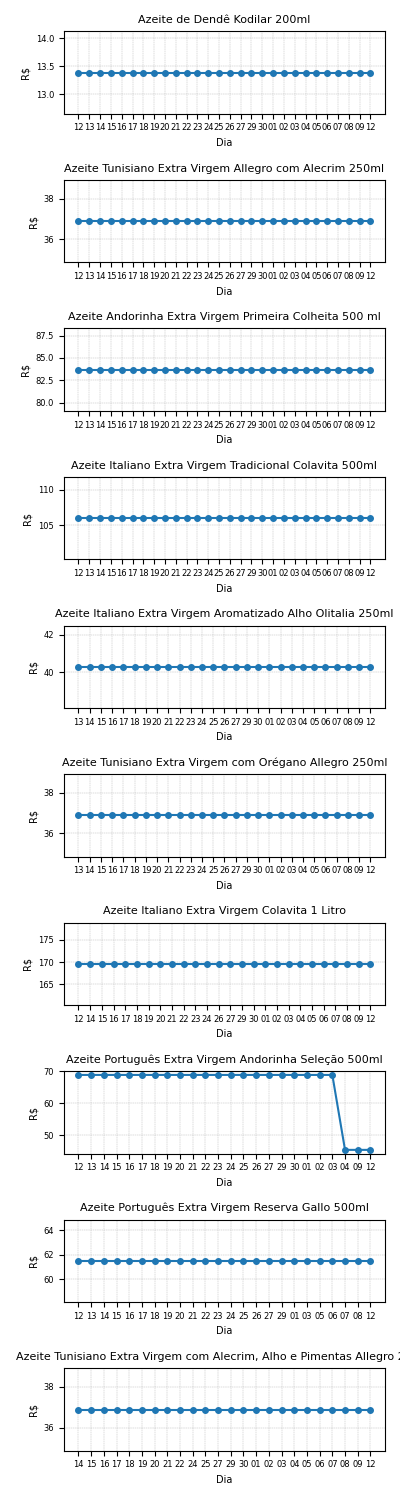 Azeite de Dendê Kodilar 200ml
14.0
13.5
13.0
R$
12 13 14 15 16 17 18 19 20 21 22 23 24 25 26 27 29 30 01 02 03 04 05 06 07 08 09 12
Dia
Azeite Tunisiano Extra Virgem Allegro com Alecrim 250ml
38
36
R$
12 13 14 15 16 17 18 19 20 21 22 23 24 25 26 27 29 30 01 02 03 04 05 06 07 08 09 12
Dia
Azeite Andorinha Extra Virgem Primeira Colheita 500 ml
87.5
85.0
82.5
80.0
R$
12 13 14 15 16 17 18 19 20 21 22 23 24 25 26 27 29 30 01 02 03 04 05 06 07 08 09 12
Dia
Azeite Italiano Extra Virgem Tradicional Colavita 500ml
110
105
R$
12 13 14 15 16 17 18 19 20 21 22 23 24 25 26 27 29 30 01 02 03 04 05 06 07 08 09 12
Dia
Azeite Italiano Extra Virgem Aromatizado Alho Olitalia 250ml
42
40
R$
13 14 15 16 17 18 19 20 21 22 23 24 25 26 27 29 30 01 02 03 04 05 06 07 08 09 12
Dia
Azeite Tunisiano Extra Virgem com Orégano Allegro 250ml
38
36
R$
13 14 15 16 17 18 19 20 21 22 23 24 25 26 27 29 30 01 02 03 04 05 06 07 08 09 12
Dia
Azeite Italiano Extra Virgem Colavita 1 Litro
175
170
165
R$
12 14 15 16 17 18 19 20 21 22 23 24 26 27 29 30 01 02 03 04 05 06 07 08 09 12
Dia
Azeite Português Extra Virgem Andorinha Seleção 500ml
70
60
50
R$
12 13 14 15 16 17 18 19 20 21 22 23 24 25 26 27 29 30 01 02 03 04 09 12
Dia
Azeite Português Extra Virgem Reserva Gallo 500ml
64
62
60
R$
12 13 14 15 16 17 18 19 20 21 22 23 24 25 27 29 30 01 03 05 06 07 08 12
Dia
Azeite Tunisiano Extra Virgem com Alecrim, Alho e Pimentas Allegro 2
38
36
R$
14 15 16 17 18 19 20 21 22 24 25 27 29 30 01 02 03 04 05 06 07 08 09 12
Dia